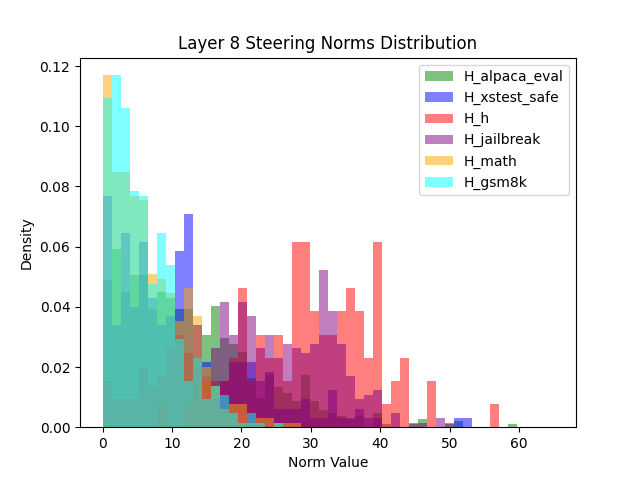 Layer 8 Steering Norms Distribution
H_alpaca_eval
H_xstest_safe
H_h
H_jailbreak
H_math
H_gsm8k
Density
0.12
0.10
0.08
0.06
0.04
0.02
0.00
0 10 20 30 40 50 60
Norm Value